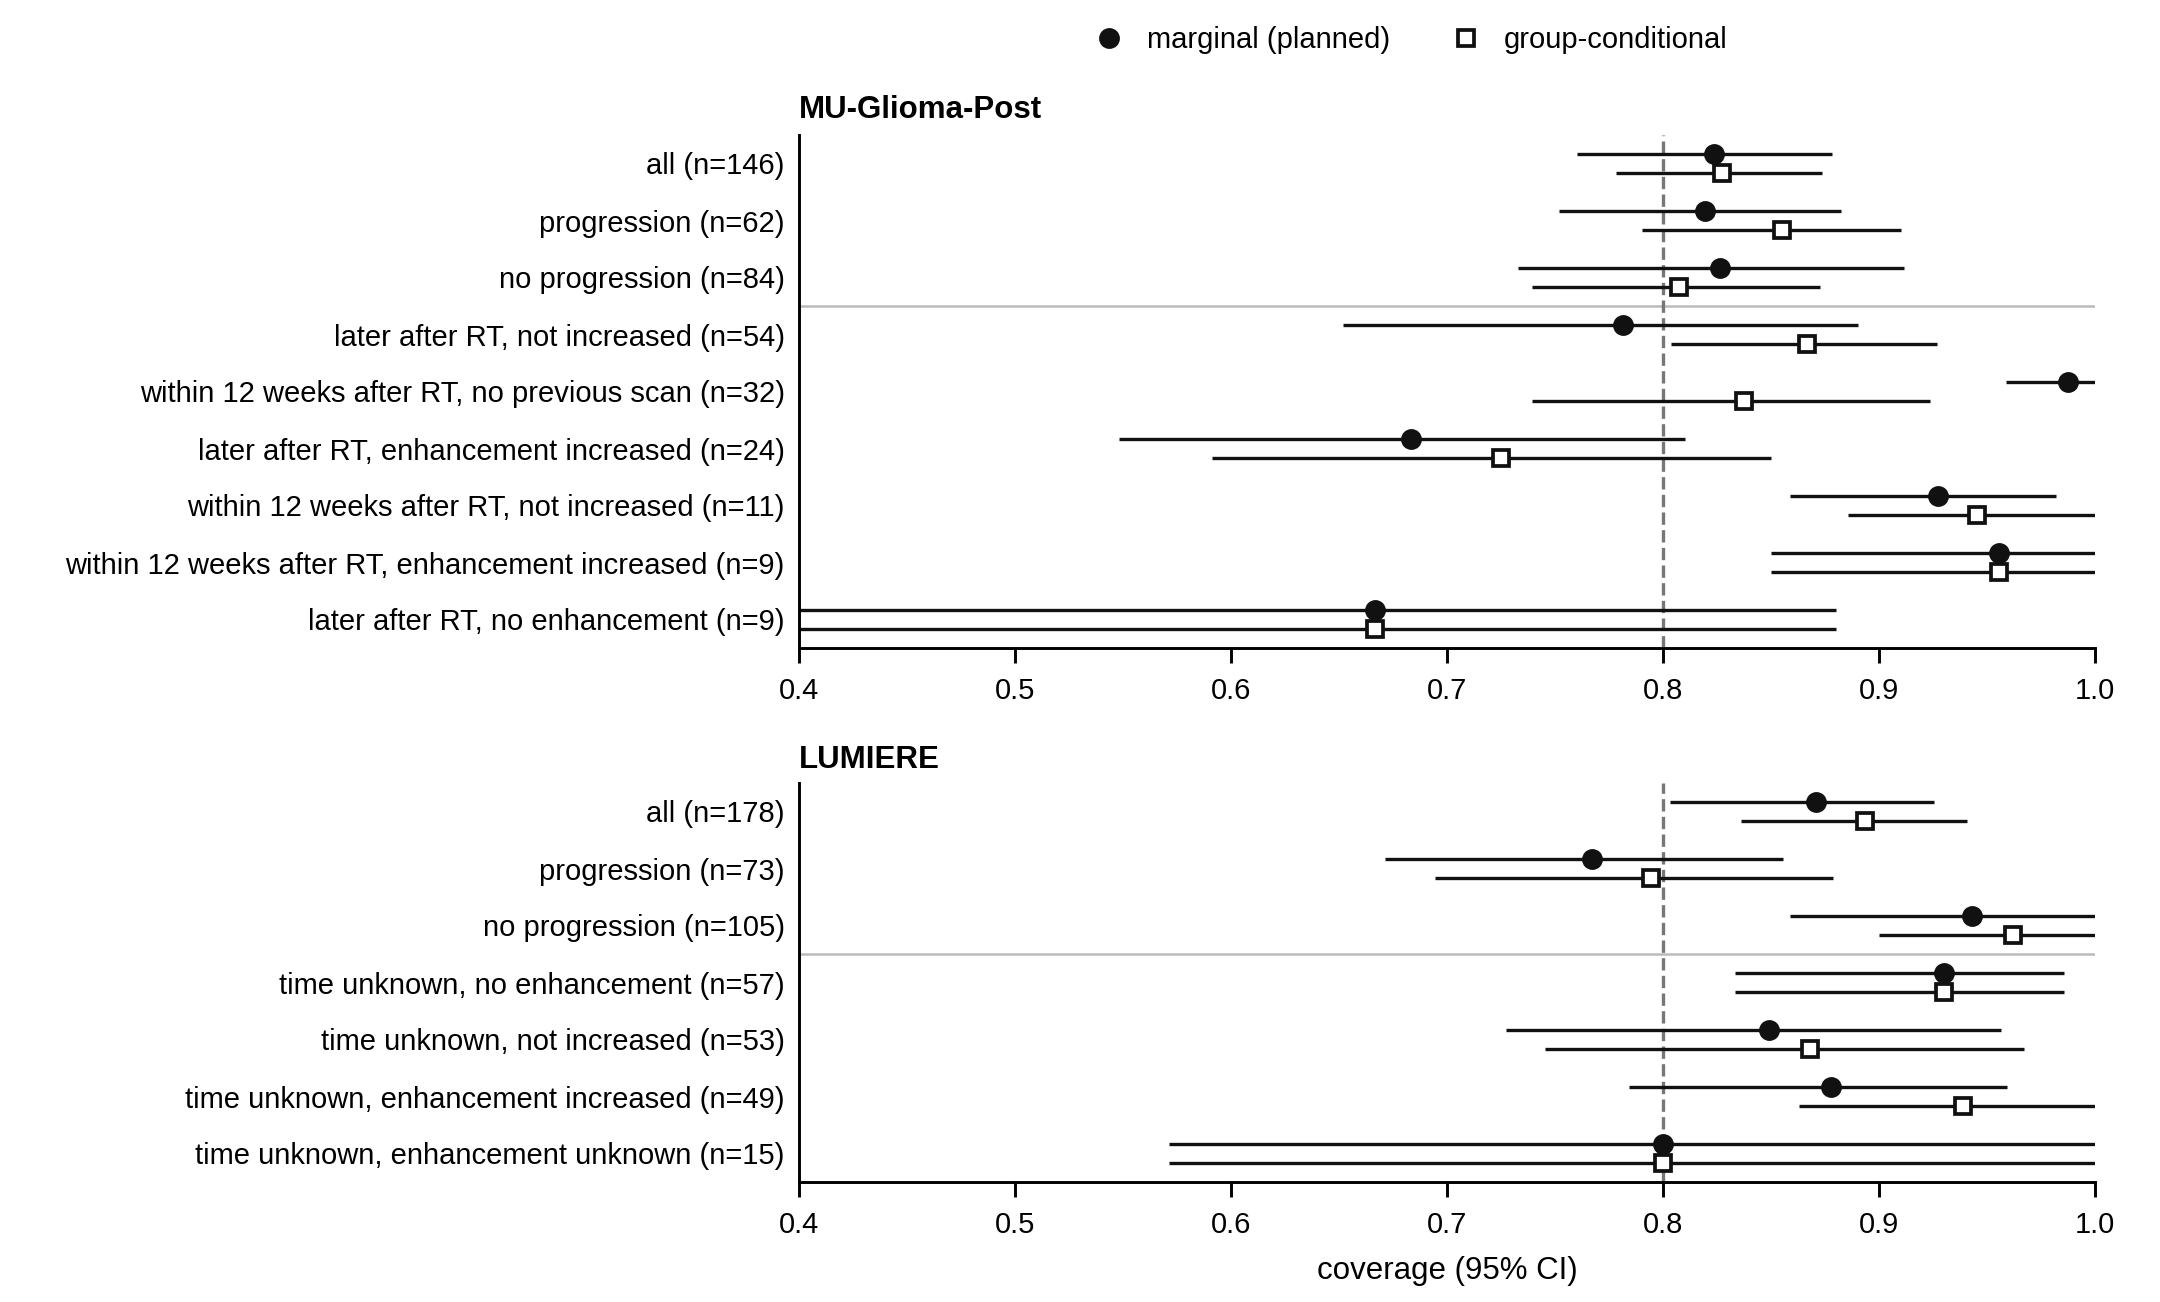 marginal (planned) group-conditional
MU-Glioma-Post
all (n=146)
progression (n=62)
no progression (n=84)
later after RT, not increased (n=54)
within 12 weeks after RT, no previous scan (n=32)
later after RT, enhancement increased (n=24)
within 12 weeks after RT, not increased (n=11)
within 12 weeks after RT, enhancement increased (n=9)
later after RT, no enhancement (n=9)
0.4 0.5 0.6 0.7 0.8 0.9 1.0
LUMIERE
all (n=178)
progression (n=73)
no progression (n=105)
time unknown, no enhancement (n=57)
time unknown, not increased (n=53)
time unknown, enhancement increased (n=49)
time unknown, enhancement unknown (n=15)
0.4 0.5 0.6 0.7 0.8 0.9 1.0
coverage (95% CI)